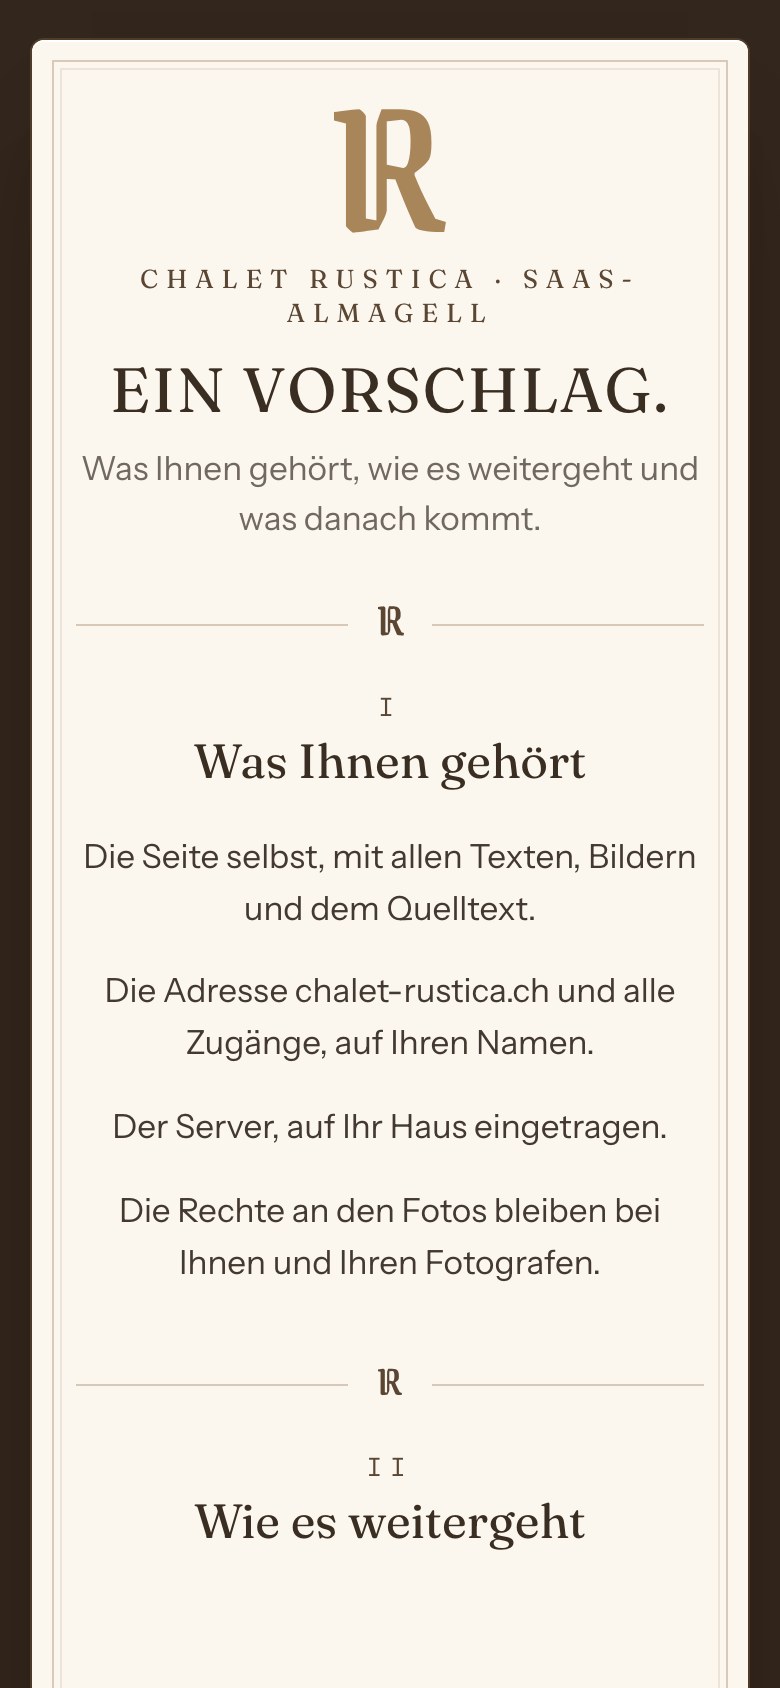 R
CHALET RUSTICA · SAAS-
ALMAGELL
EIN VORSCHLAG.
Was Ihnen gehört, wie es weitergeht und
was danach kommt.
R
I
Was Ihnen gehört
Die Seite selbst, mit allen Texten, Bildern
und dem Quelltext.
Die Adresse chalet-rustica.ch und alle
Zugänge, auf Ihren Namen.
Der Server, auf Ihr Haus eingetragen.
Die Rechte an den Fotos bleiben bei
Ihnen und Ihren Fotografen.
R
II
Wie es weitergeht